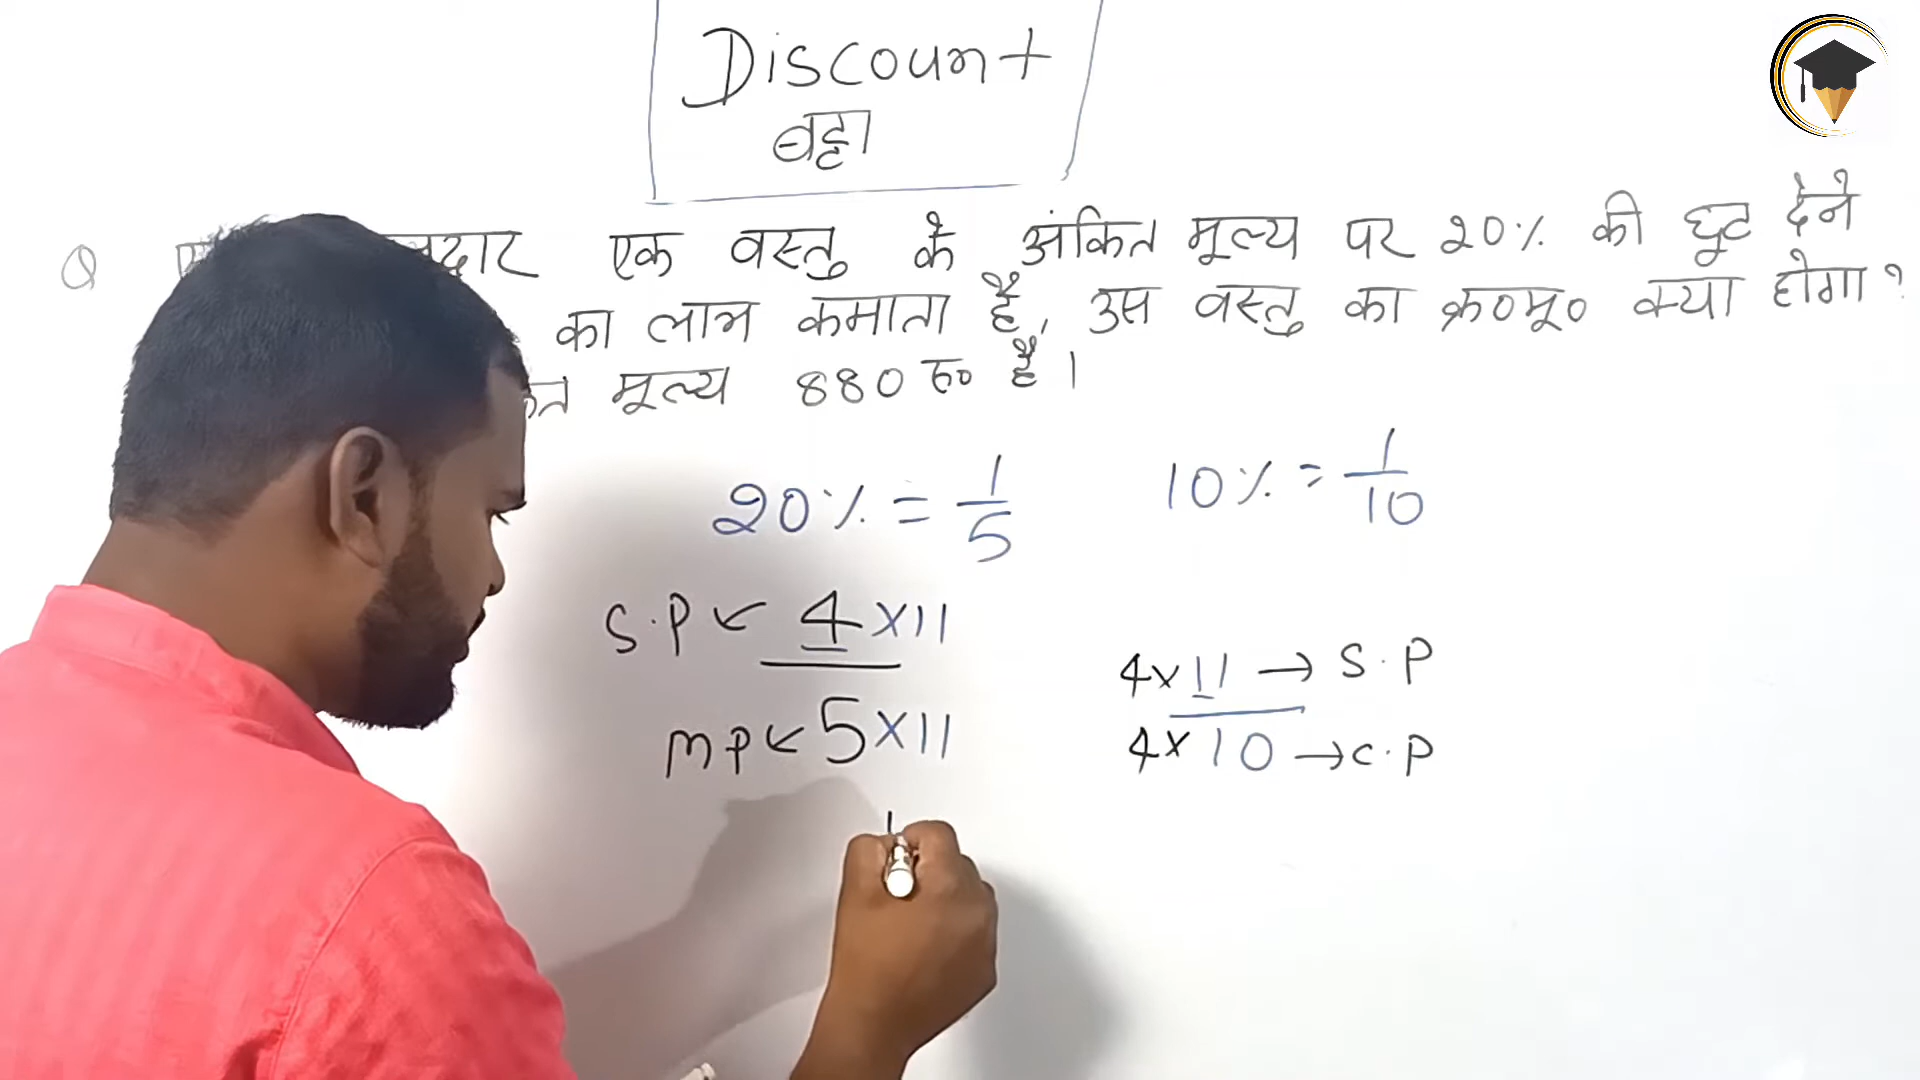 Discount
बट्टा
Q एक वस्तु के अंकित मूल्य पर 20% की छूट देने
का लाभ कमाता है, उस वस्तु का क्र०मू० क्या होगा?
मूल्य 880 रु० है।
20% = 1/5 10% = 1/10
S.P ← 4×11
4×11 → S.P
MP ← 5×11
4×10 → C.P